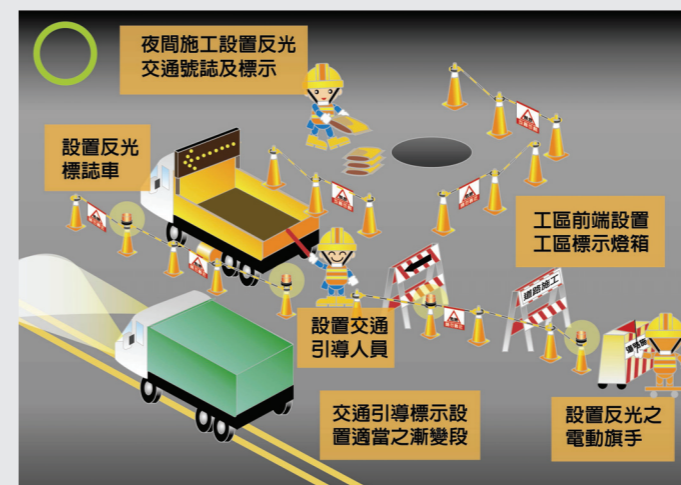 夜間施工設置反光
交通號誌及標示
設置反光
標誌車
工區前端設置
工區標示燈箱
道路施工
設置交通
引導人員
交通引導標示設
置適當之漸變段
設置反光之
電動旗手